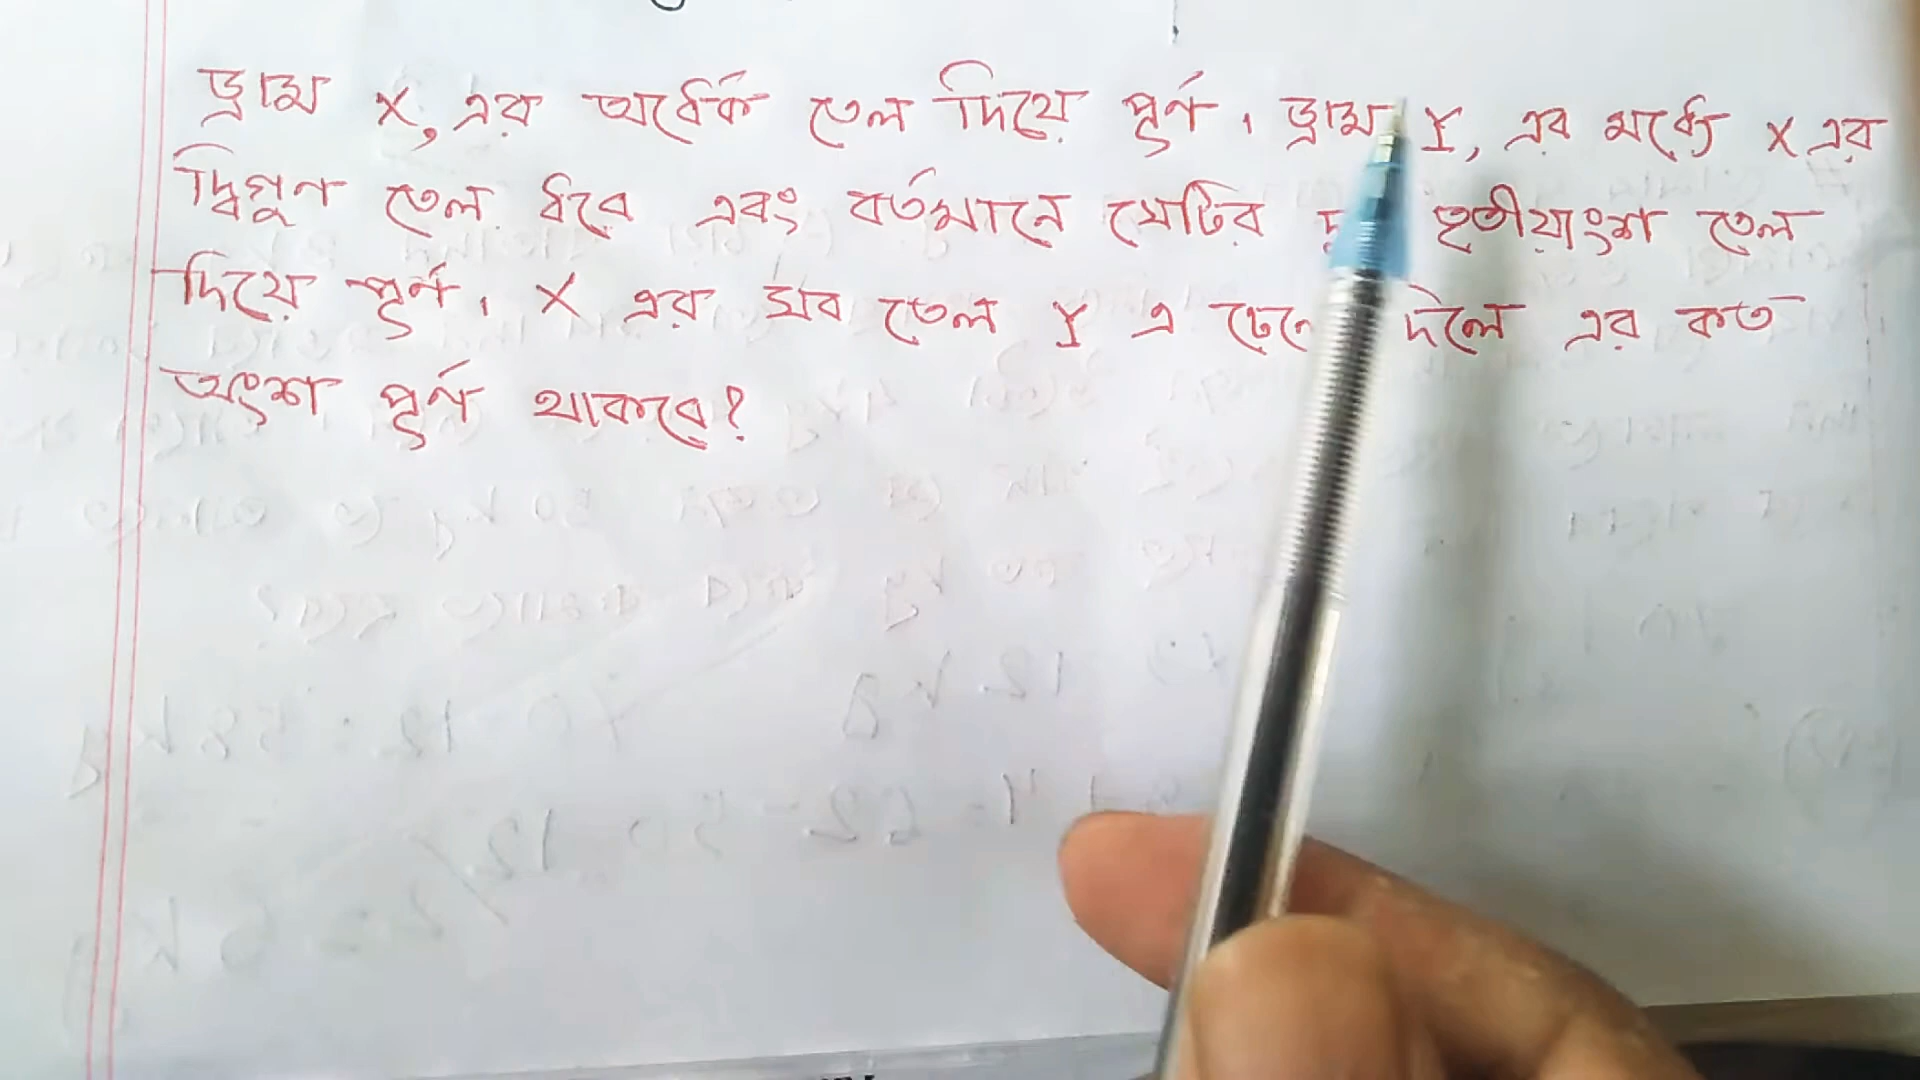 ড্রাম X, এর অর্ধেক তেল দিয়ে পূর্ণ। ড্রাম Y, এর মধ্যে X এর
দ্বিগুণ তেল ধরে এবং বর্তমানে সেটির তৃতীয়াংশ তেল
দিয়ে পূর্ণ। X এর সব তেল Y এ ঢেলে দিলে এর কত
অংশ পূর্ণ থাকবে?